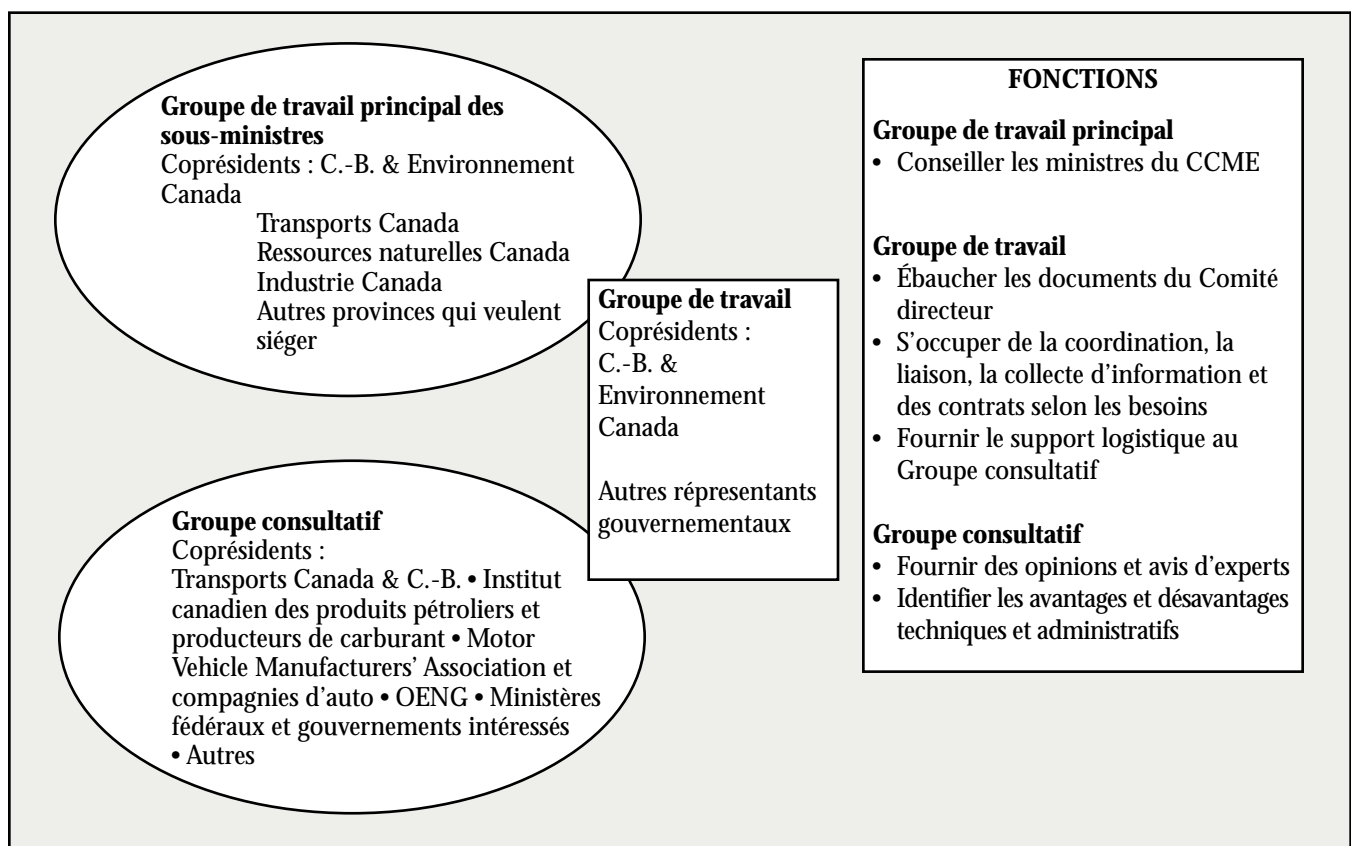 Groupe de travail principal des
sous-ministres
Coprésidents : C.-B. & Environnement
Canada
Transports Canada
Ressources naturelles Canada
Industrie Canada
Autres provinces qui veulent
siéger
Groupe de travail
Coprésidents :
C.-B. &
Environnement
Canada
Autres répresentants
gouvernementaux
Groupe consultatif
Coprésidents :
Transports Canada & C.-B. • Institut
canadien des produits pétroliers et
producteurs de carburant • Motor
Vehicle Manufacturers’ Association et
compagnies d’auto • OENG • Ministères
fédéraux et gouvernements intéressés
• Autres
FONCTIONS
Groupe de travail principal
• Conseiller les ministres du CCME
Groupe de travail
• Ébaucher les documents du Comité
directeur
• S’occuper de la coordination, la
liaison, la collecte d’information et
des contrats selon les besoins
• Fournir le support logistique au
Groupe consultatif
Groupe consultatif
• Fournir des opinions et avis d’experts
• Identifier les avantages et désavantages
techniques et administratifs